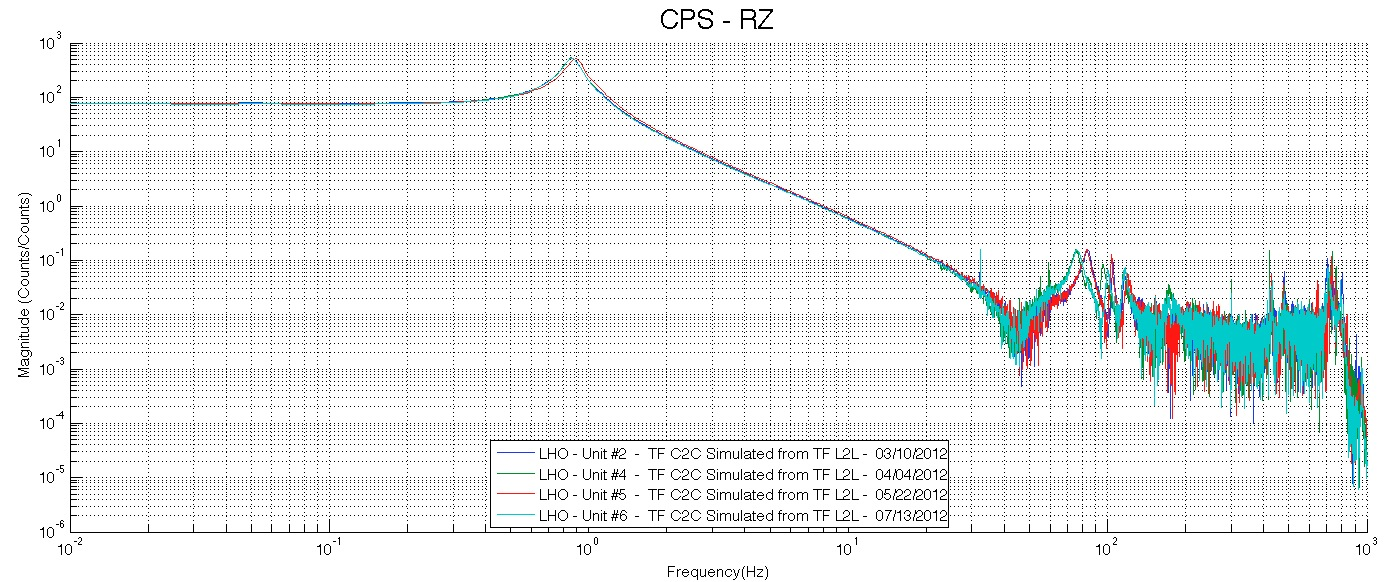 CPS - RZ
10^3
10^2
10^1
10^0
10^-1
10^-2
10^-3
10^-4
10^-5
10^-6
Magnitude (Counts/Counts)
LHO - Unit #2 - TF C2C Simulated from TF L2L - 03/10/2012
LHO - Unit #4 - TF C2C Simulated from TF L2L - 04/04/2012
LHO - Unit #5 - TF C2C Simulated from TF L2L - 05/22/2012
LHO - Unit #6 - TF C2C Simulated from TF L2L - 07/13/2012
10^-2 10^-1 10^0 10^1 10^2 10^3
Frequency(Hz)